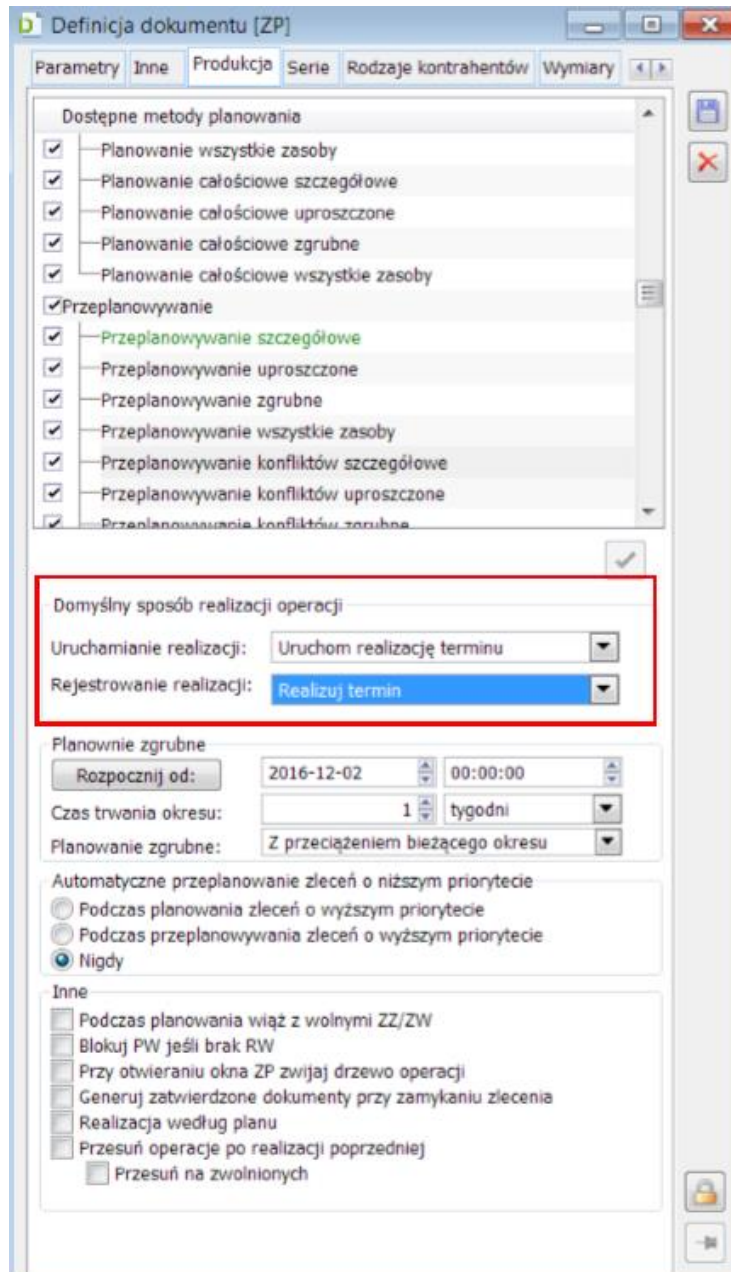 Definicja dokumentu [ZP]
Parametry Inne Produkcja Serie Rodzaje kontrahentów Wymiary
Dostępne metody planowania
Planowanie wszystkie zasoby
Planowanie całościowe szczegółowe
Planowanie całościowe uproszczone
Planowanie całościowe zgrubne
Planowanie całościowe wszystkie zasoby
Przeplanowywanie
Przeplanowywanie szczegółowe
Przeplanowywanie uproszczone
Przeplanowywanie zgrubne
Przeplanowywanie wszystkie zasoby
Przeplanowywanie konfliktów szczegółowe
Przeplanowywanie konfliktów uproszczone
Przeplanowywanie konfliktów zgrubne
Domyślny sposób realizacji operacji
Uruchamianie realizacji: Uruchom realizację terminu
Rejestrowanie realizacji: Realizuj termin
Planownie zgrubne
Rozpocznij od: 2016-12-02 00:00:00
Czas trwania okresu: 1 tygodni
Planowanie zgrubne: Z przeciążeniem bieżącego okresu
Automatyczne przeplanowanie zleceń o niższym priorytecie
Podczas planowania zleceń o wyższym priorytecie
Podczas przeplanowywania zleceń o wyższym priorytecie
Nigdy
Inne
Podczas planowania wiąż z wolnymi ZZ/ZW
Blokuj PW jeśli brak RW
Przy otwieraniu okna ZP zwijaj drzewo operacji
Generuj zatwierdzone dokumenty przy zamykaniu zlecenia
Realizacja według planu
Przesuń operacje po realizacji poprzedniej
Przesuń na zwolnionych